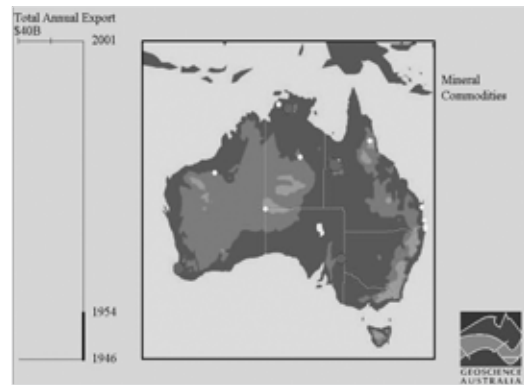 Total Annual Export
$40B
2001
Mineral
Commodities
1954
1946
GEOSCIENCE
AUSTRALIA